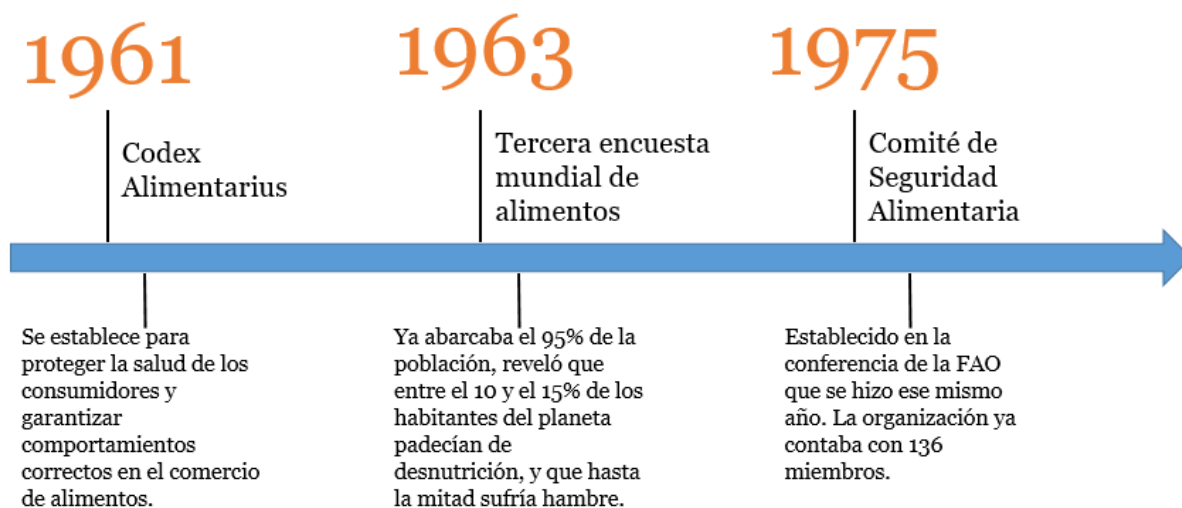 1961
Codex
Alimentarius
Se establece para
proteger la salud de los
consumidores y
garantizar
comportamientos
correctos en el comercio
de alimentos.
1963
Tercera encuesta
mundial de
alimentos
Ya abarcaba el 95% de la
población, reveló que
entre el 10 y el 15% de los
habitantes del planeta
padecían de
desnutrición, y que hasta
la mitad sufría hambre.
1975
Comité de
Seguridad
Alimentaria
Establecido en la
conferencia de la FAO
que se hizo ese mismo
año. La organización ya
contaba con 136
miembros.